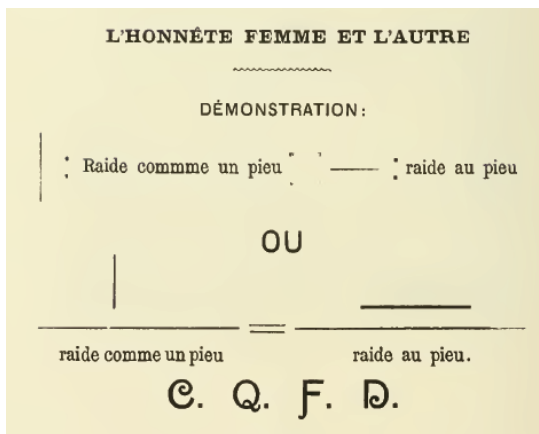 L'HONNÊTE FEMME ET L'AUTRE
DÉMONSTRATION:
| : Raide commme un pieu :: — : raide au pieu
OU
raide comme un pieu = raide au pieu.
C. Q. F. D.